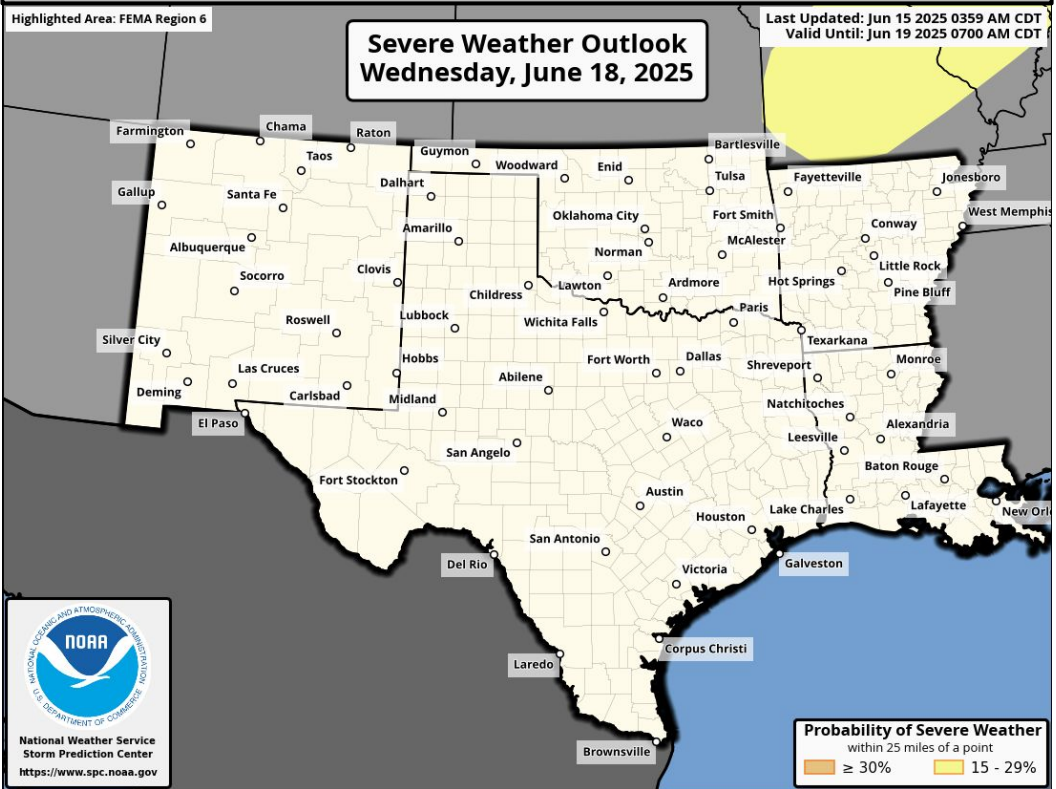 Highlighted Area: FEMA Region 6
Severe Weather Outlook
Wednesday, June 18, 2025
Last Updated: Jun 15 2025 0359 AM CDT
Valid Until: Jun 19 2025 0700 AM CDT
Farmington
Chama
Raton
Taos
Guymon
Woodward
Enid
Bartlesville
Tulsa
Fayetteville
Jonesboro
Gallup
Santa Fe
Dalhart
Oklahoma City
Fort Smith
West Memphis
Albuquerque
Amarillo
Norman
McAlester
Conway
Socorro
Clovis
Childress
Lawton
Ardmore
Hot Springs
Little Rock
Pine Bluff
Roswell
Lubbock
Wichita Falls
Paris
Texarkana
Silver City
Las Cruces
Hobbs
Fort Worth
Dallas
Shreveport
Monroe
Deming
Carlsbad
Midland
Abilene
Natchitoches
El Paso
Waco
Leesville
Alexandria
San Angelo
Baton Rouge
Fort Stockton
Austin
Houston
Lake Charles
Lafayette
New Orl
San Antonio
Del Rio
Victoria
Galveston
Laredo
Corpus Christi
Brownsville
NATIONAL OCEANIC AND ATMOSPHERIC ADMINISTRATION
NOAA
U.S. DEPARTMENT OF COMMERCE
National Weather Service
Storm Prediction Center
https://www.spc.noaa.gov
Probability of Severe Weather
within 25 miles of a point
≥ 30%
15 - 29%